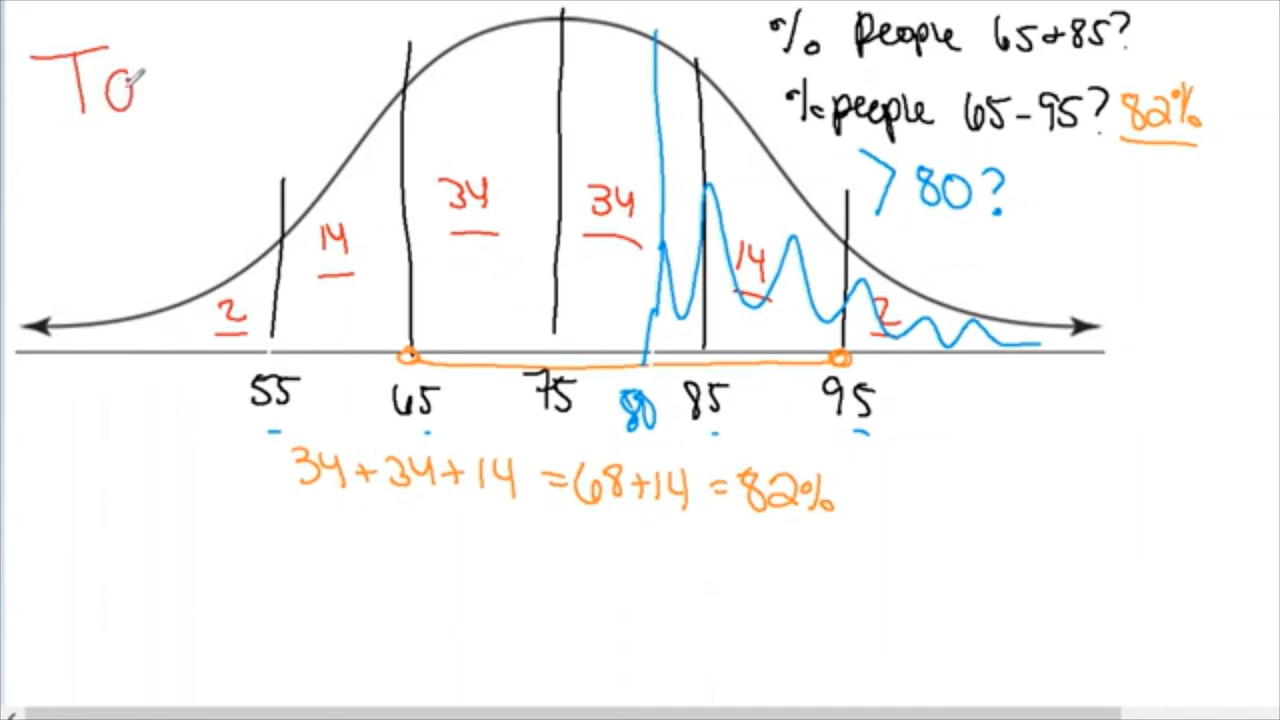 To
% People 65+85?
% people 65-95? 82%
>80?
2 14 34 34 14 2
55 65 75 80 85 95
34+34+14 =68+14 = 82%